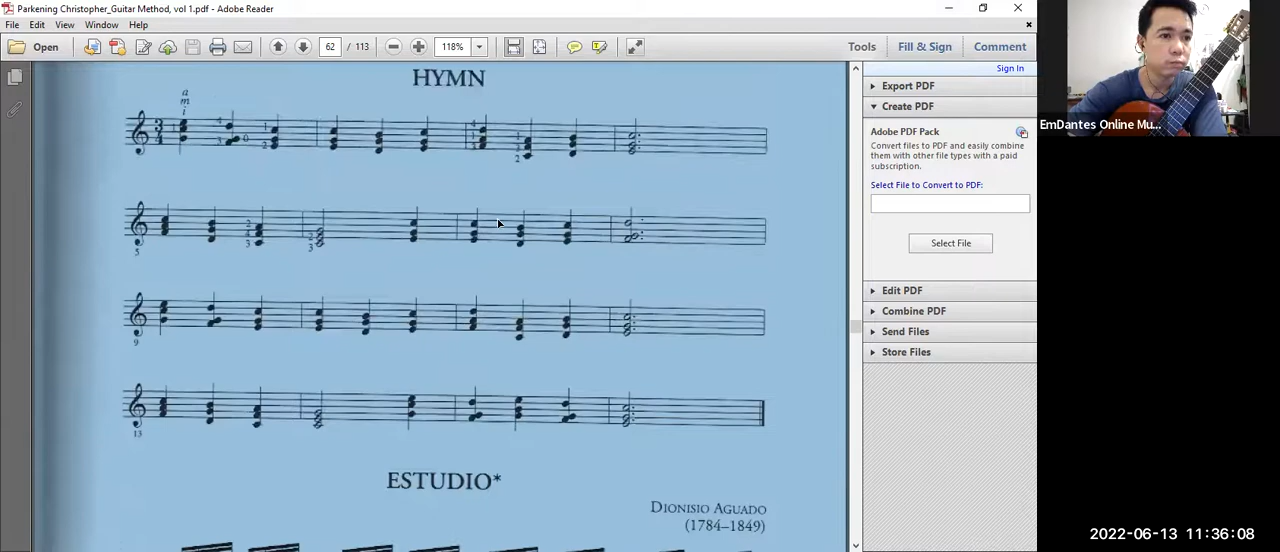 Parkening Christopher_Guitar Method, vol 1.pdf - Adobe Reader
File Edit View Window Help
Open 62 / 113 118% Tools Fill & Sign Comment
Sign In
Export PDF
Create PDF
Adobe PDF Pack
Convert files to PDF and easily combine
them with other file types with a paid
subscription.
Select File to Convert to PDF:
Select File
Edit PDF
Combine PDF
Send Files
Store Files
EmDantes Online Mu...
HYMN
a
m
i
3
4
5
9
13
ESTUDIO*
DIONISIO AGUADO
(1784–1849)
2022-06-13 11:36:08